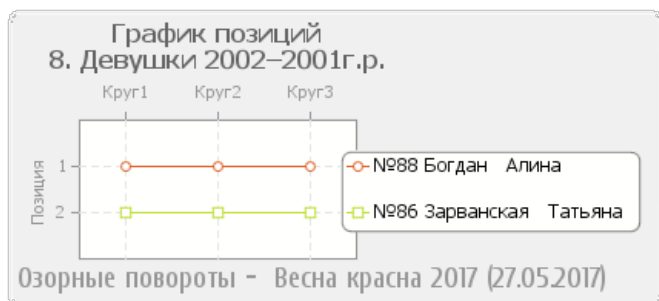 График позиций
8. Девушки 2002–2001г.р.
Круг1 Круг2 Круг3
Позиция
1
2
№88 Богдан Алина
№86 Зарванская Татьяна
Озорные повороты - Весна красна 2017 (27.05.2017)